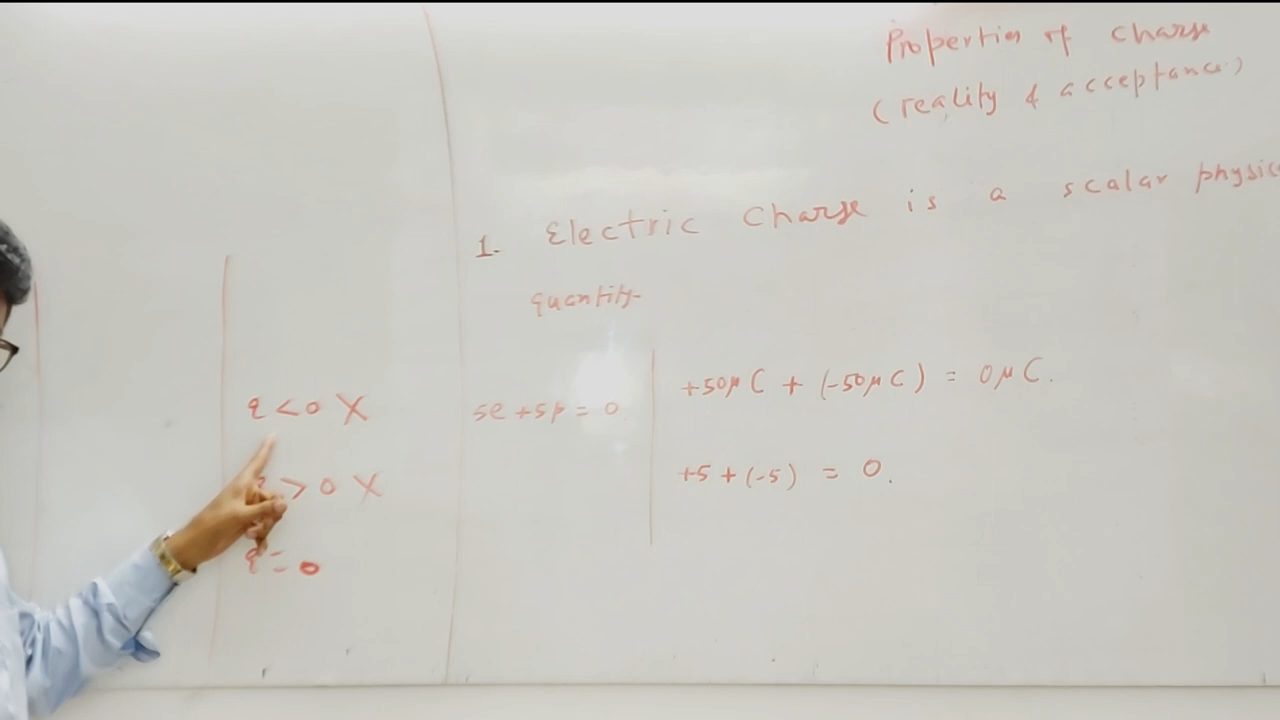 Properties of charge
(reality & acceptance)
1. Electric Charge is a scalar physic
quantity
q < 0 X
> 0 X
q = 0
5e + 5p = 0
+50μC + (-50μC) = 0μC.
+5 + (-5) = 0.